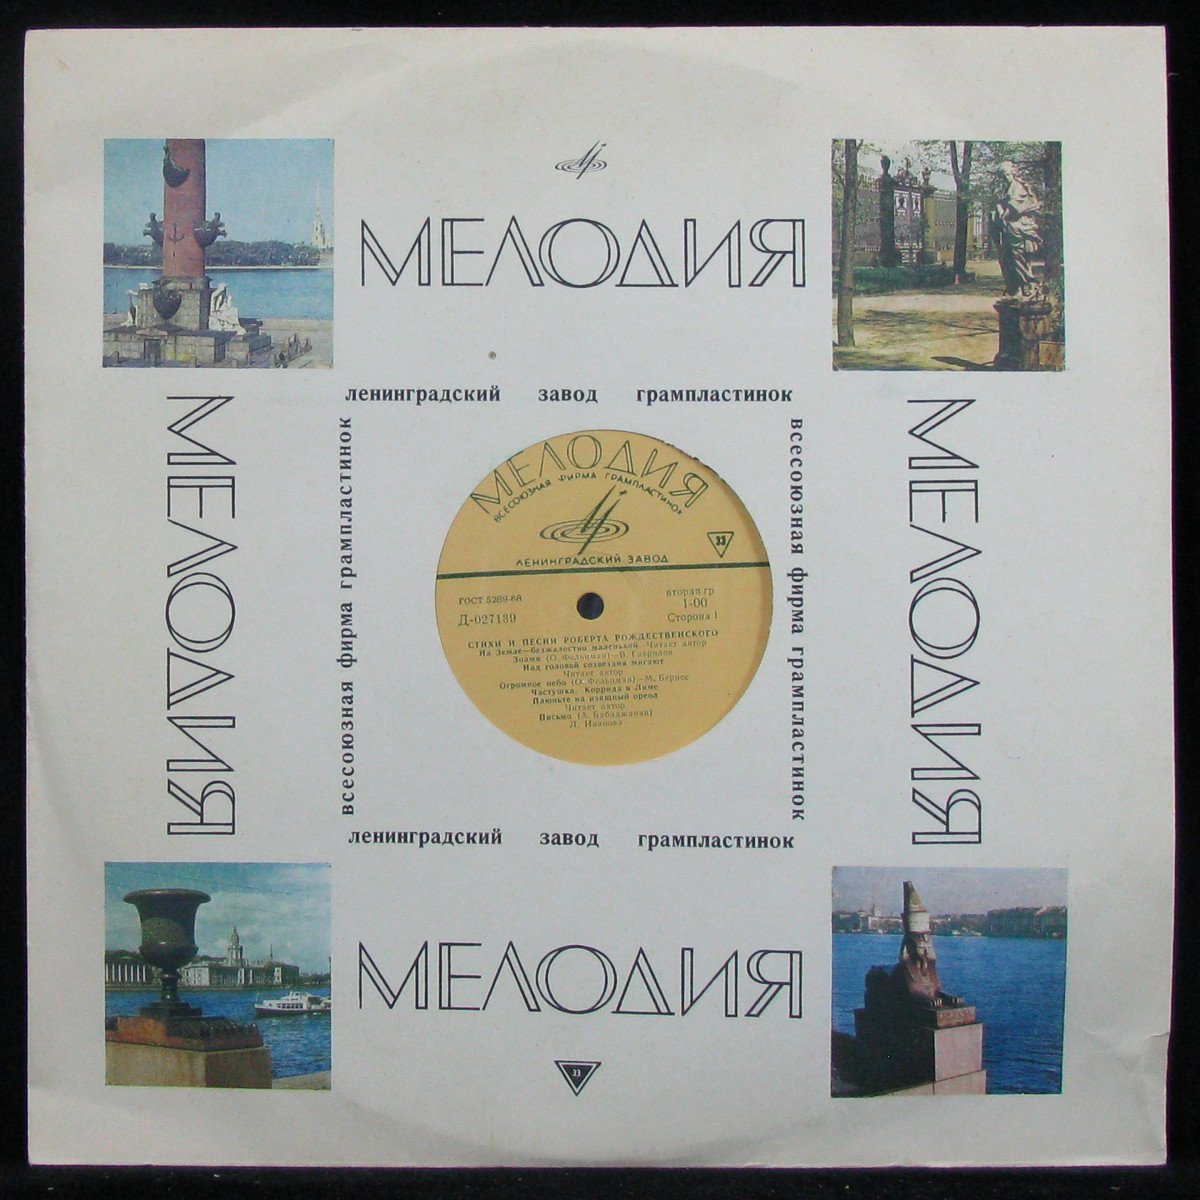 МЕЛОДИЯ
ленинградский завод грампластинок
МЕЛОДИЯ
всесоюзная фирма грампластинок
МЕЛОДИЯ
ВСЕСОЮЗНАЯ ФИРМА ГРАМПЛАСТИНОК
33
ЛЕНИНГРАДСКИЙ ЗАВОД
ГОСТ 5289-68
вторая гр
1-00
Д-027189
Сторона 1
СТИХИ И ПЕСНИ РОБЕРТА РОЖДЕСТВЕНСКОГО
На Земле—безжалостно маленькой. Читает автор
Знамя (О. Фельцман)—В. Гаврилов
Над головой созвездия мигают
Читает автор
Огромное небо (О. Фельцман)—М. Бернес
Частушка. Коррида в Лиме
Плюньте на изящный ореол
Читает автор
Письмо (А. Бабаджанян)
Л. Иванова
всесоюзная фирма грампластинок
МЕЛОДИЯ
ленинградский завод грампластинок
МЕЛОДИЯ
33